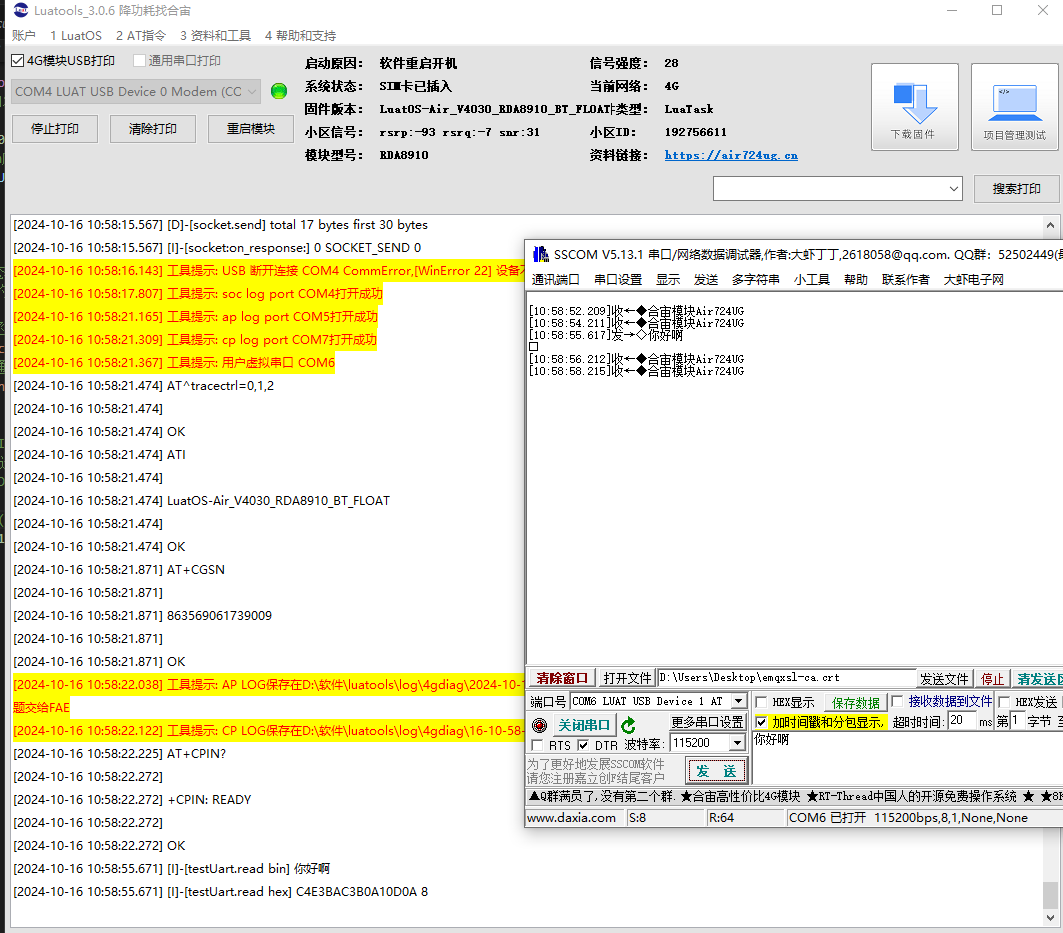 Luatools_3.0.6 降功耗找合宙
账户 1 LuatOS 2 AT指令 3 资料和工具 4 帮助和支持
4G模块USB打印 通用串口打印
COM4 LUAT USB Device 0 Modem (CC
停止打印 清除打印 重启模块
启动原因： 软件重启开机 信号强度： 28
系统状态： SIM卡已插入 当前网络： 4G
固件版本： LuatOS-Air_V4030_RDA8910_BT_FLOAT 类型： LuaTask
小区信号： rsrp:-93 rsrq:-7 snr:31 小区ID： 192756611
模块型号： RDA8910 资料链接： https://air724ug.cn
下载固件
项目管理测试
搜索打印
[2024-10-16 10:58:15.567] [D]-[socket.send] total 17 bytes first 30 bytes
[2024-10-16 10:58:15.567] [I]-[socket:on_response:] 0 SOCKET_SEND 0
[2024-10-16 10:58:16.143] 工具提示: USB 断开连接 COM4 CommError,[WinError 22] 设备
[2024-10-16 10:58:17.807] 工具提示: soc log port COM4打开成功
[2024-10-16 10:58:21.165] 工具提示: ap log port COM5打开成功
[2024-10-16 10:58:21.309] 工具提示: cp log port COM7打开成功
[2024-10-16 10:58:21.367] 工具提示: 用户虚拟串口 COM6
[2024-10-16 10:58:21.474] AT^tracectrl=0,1,2
[2024-10-16 10:58:21.474]
[2024-10-16 10:58:21.474] OK
[2024-10-16 10:58:21.474] ATI
[2024-10-16 10:58:21.474]
[2024-10-16 10:58:21.474] LuatOS-Air_V4030_RDA8910_BT_FLOAT
[2024-10-16 10:58:21.474]
[2024-10-16 10:58:21.474] OK
[2024-10-16 10:58:21.871] AT+CGSN
[2024-10-16 10:58:21.871]
[2024-10-16 10:58:21.871] 863569061739009
[2024-10-16 10:58:21.871]
[2024-10-16 10:58:21.871] OK
[2024-10-16 10:58:22.038] 工具提示: AP LOG保存在D:\软件\luatools\log\4gdiag\2024-10-1
题交给FAE
[2024-10-16 10:58:22.122] 工具提示: CP LOG保存在D:\软件\luatools\log\4gdiag\16-10-58-
[2024-10-16 10:58:22.225] AT+CPIN?
[2024-10-16 10:58:22.272]
[2024-10-16 10:58:22.272] +CPIN: READY
[2024-10-16 10:58:22.272]
[2024-10-16 10:58:22.272] OK
[2024-10-16 10:58:55.671] [I]-[testUart.read bin] 你好啊
[2024-10-16 10:58:55.671] [I]-[testUart.read hex] C4E3BAC3B0A10D0A 8
SSCOM V5.13.1 串口/网络数据调试器,作者:大虾丁丁,2618058@qq.com. QQ群： 52502449
通讯端口 串口设置 显示 发送 多字符串 小工具 帮助 联系作者 大虾电子网
[10:58:52.209]收←◆合宙模块Air724UG
[10:58:54.211]收←◆合宙模块Air724UG
[10:58:55.617]发→◇你好啊
□
[10:58:56.212]收←◆合宙模块Air724UG
[10:58:58.215]收←◆合宙模块Air724UG
清除窗口 打开文件 D:\Users\Desktop\emqxsl-ca.crt 发送文件 停止 清发送区
端口号 COM6 LUAT USB Device 1 AT HEX显示 保存数据 接收数据到文件 HEX发送
关闭串口 更多串口设置 加时间戳和分包显示, 超时时间: 20 ms 第 1 字节 至
RTS DTR 波特率: 115200 你好啊
为了更好地发展SSCOM软件
请您注册嘉立创F结尾客户
发 送
▲Q群满员了,没有第二个群. ★合宙高性价比4G模块 ★RT-Thread中国人的开源免费操作系统 ★ ★8
www.daxia.com S:8 R:64 COM6 已打开 115200bps,8,1,None,None